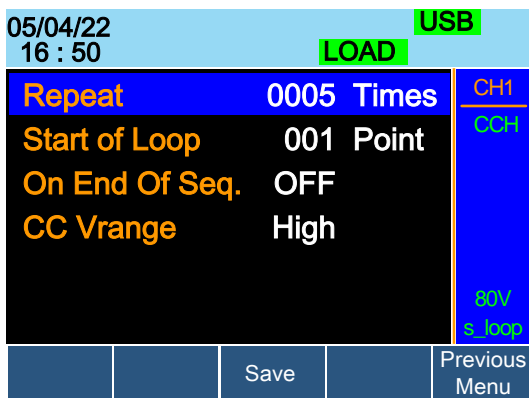 05/04/22 USB
16 : 50 LOAD
Repeat 0005 Times
Start of Loop 001 Point
On End Of Seq. OFF
CC Vrange High
CH1
CCH
80V
s_loop
Save
Previous
Menu